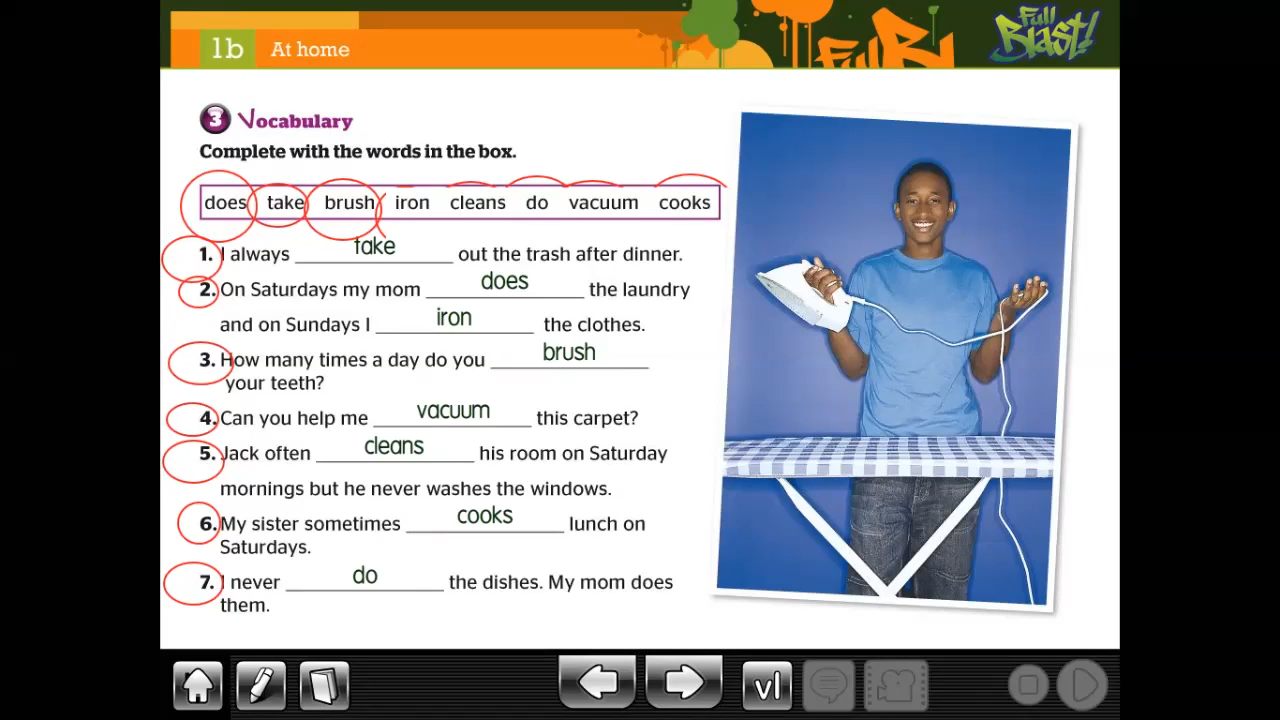 1b At home
Full Blast!
3 Vocabulary
Complete with the words in the box.
does take brush iron cleans do vacuum cooks
1. I always take out the trash after dinner.
2. On Saturdays my mom does the laundry
and on Sundays I iron the clothes.
3. How many times a day do you brush
your teeth?
4. Can you help me vacuum this carpet?
5. Jack often cleans his room on Saturday
mornings but he never washes the windows.
6. My sister sometimes cooks lunch on
Saturdays.
7. I never do the dishes. My mom does
them.